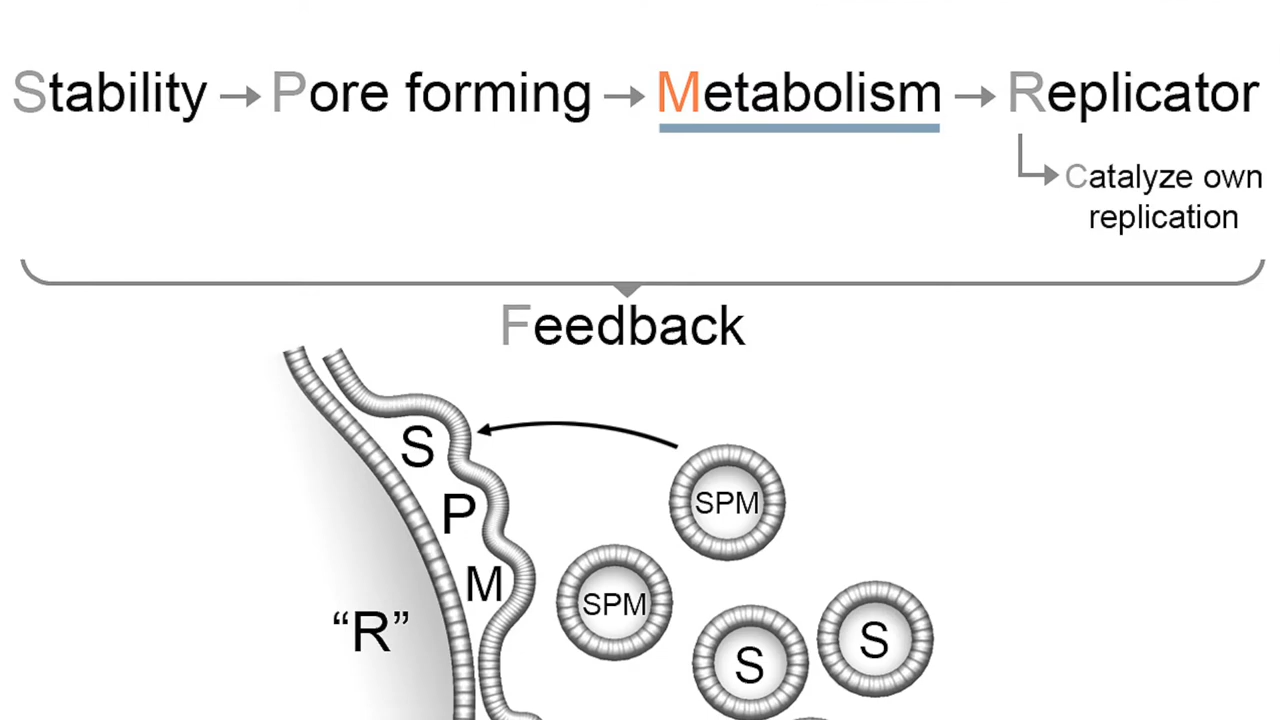 Stability → Pore forming → Metabolism → Replicator
Catalyze own
replication
Feedback
S
P
M
"R"
SPM
SPM
S
S